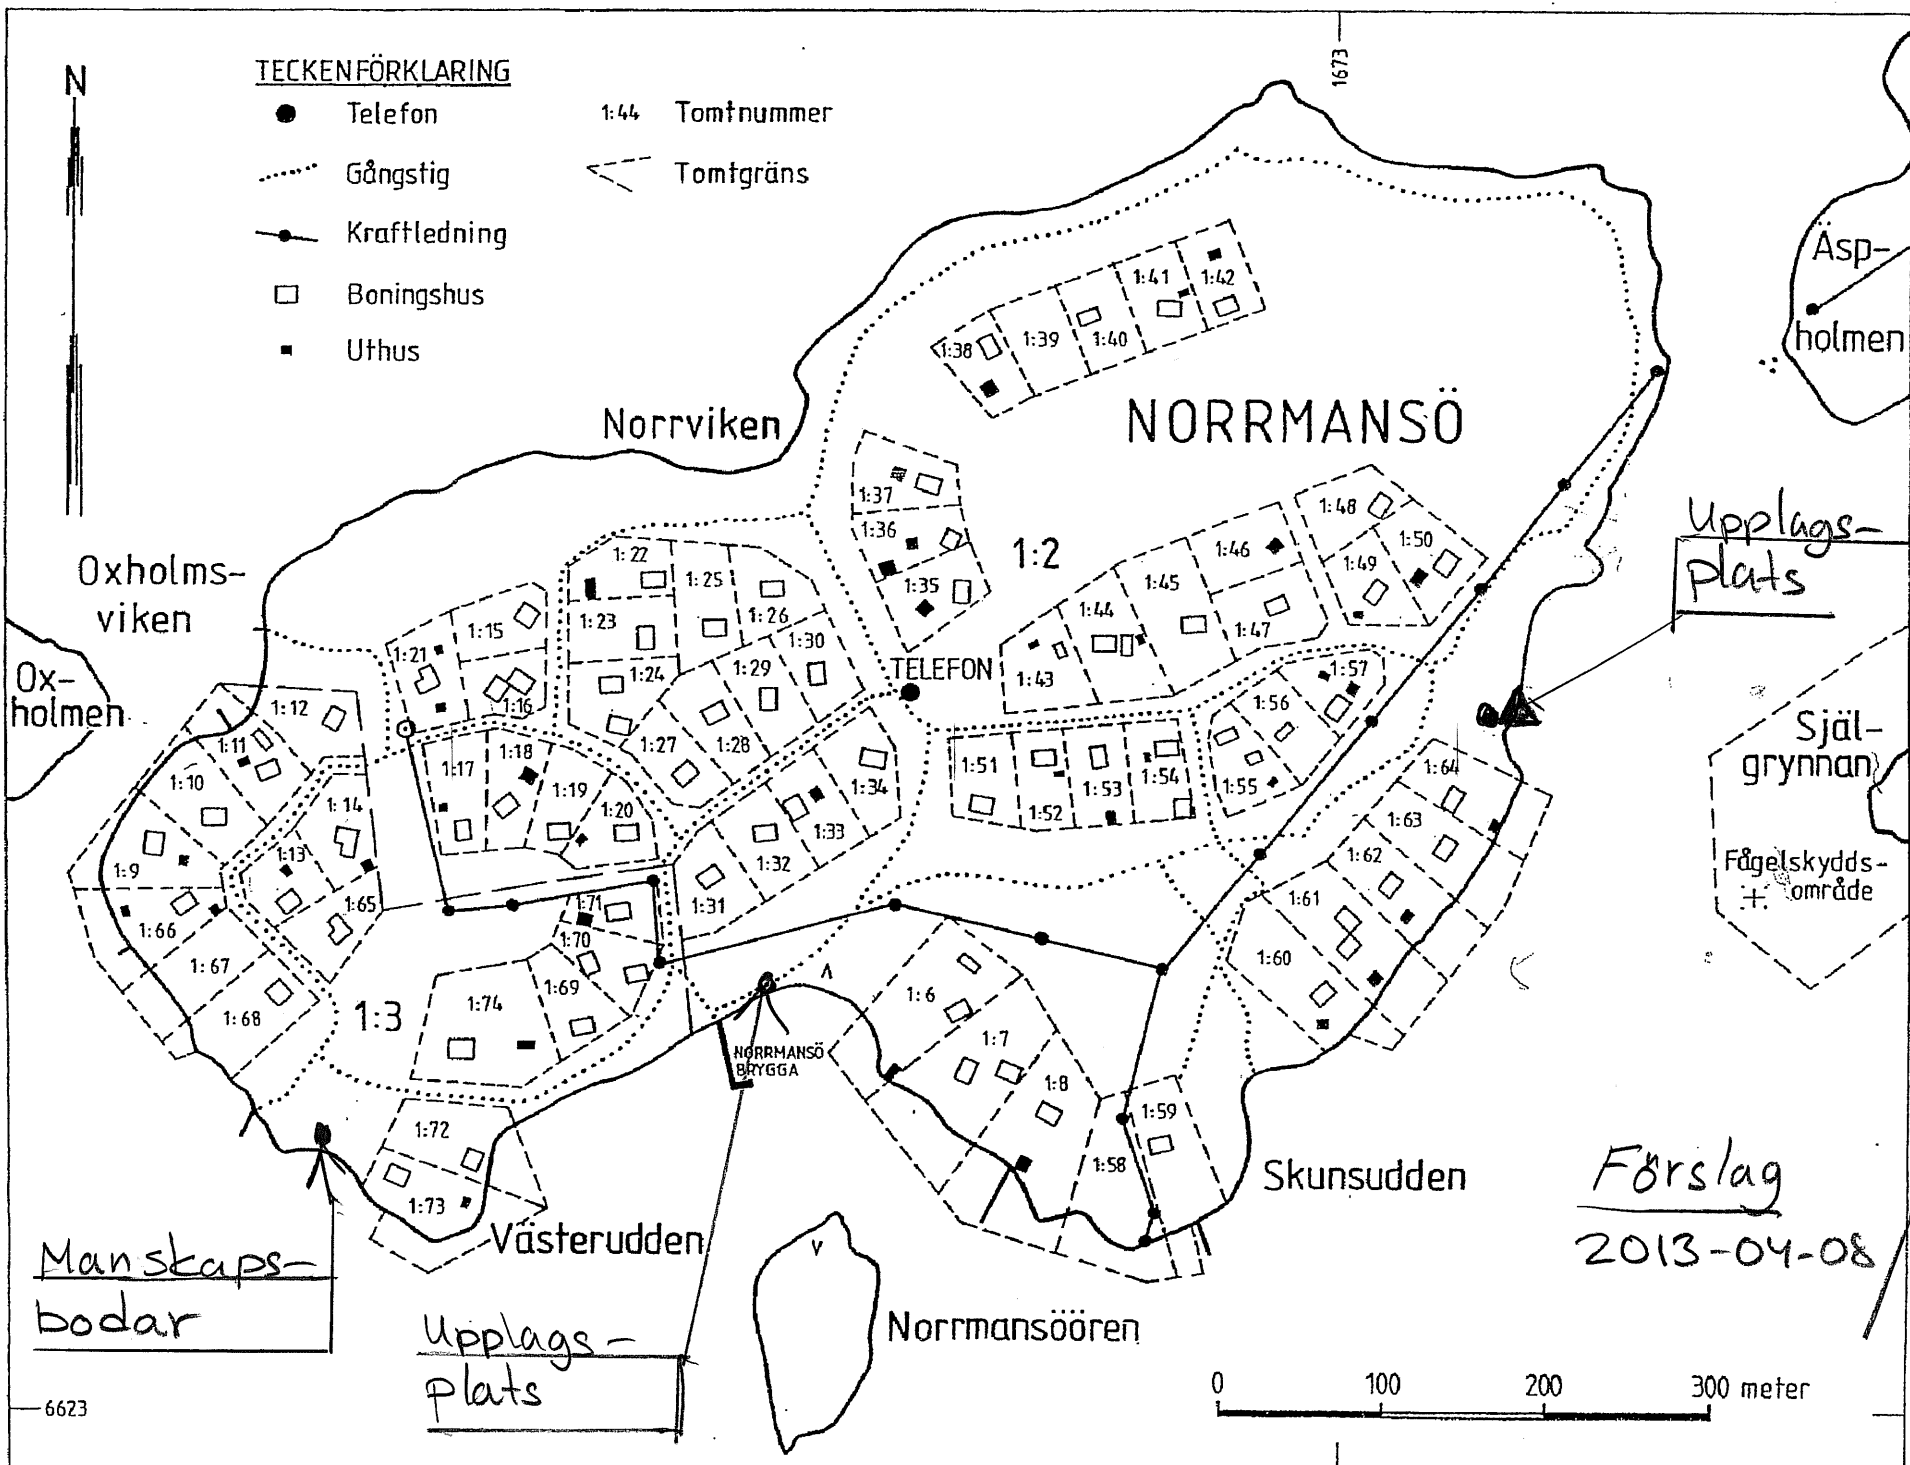 1673
N
TECKENFÖRKLARING
Telefon
1:44 Tomtnummer
Gångstig
Tomtgräns
Kraftledning
Boningshus
Uthus
Äsp-
holmen
Norrviken
NORRMANSÖ
1:38
1:39
1:40
1:41
1:42
1:37
1:36
1:35
1:2
1:48
1:49
1:50
1:46
1:45
1:44
1:43
1:47
Upplags-
plats
Oxholms-
viken
Ox-
holmen
1:22
1:25
1:26
1:23
1:24
1:30
1:29
1:27
1:28
1:15
1:21
1:16
TELEFON
1:57
1:56
1:55
1:12
1:11
1:10
1:9
1:14
1:13
1:65
1:66
1:67
1:68
1:17
1:18
1:19
1:20
1:34
1:33
1:32
1:31
1:51
1:52
1:53
1:54
1:64
1:63
1:62
1:61
1:60
Själ-
grynnan
Fågelskydds-
område
1:71
1:70
1:69
1:74
1:3
1:6
1:7
1:8
1:59
1:58
NORRMANSÖ
BRYGGA
1:72
1:73
Västerudden
Skunsudden
Förslag
2013-04-08
Manskaps-
bodar
Upplags-
plats
Norrmansöören
0 100 200 300 meter
6623